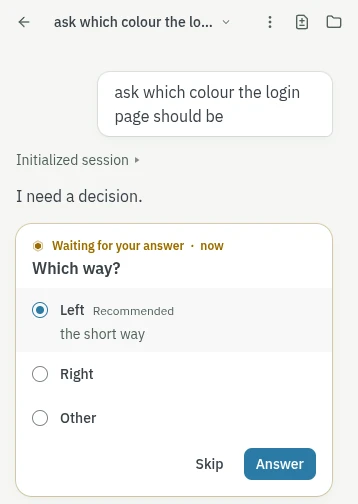 ask which colour the lo...
ask which colour the login
page should be
Initialized session
I need a decision.
Waiting for your answer · now
Which way?
Left Recommended
the short way
Right
Other
Skip Answer